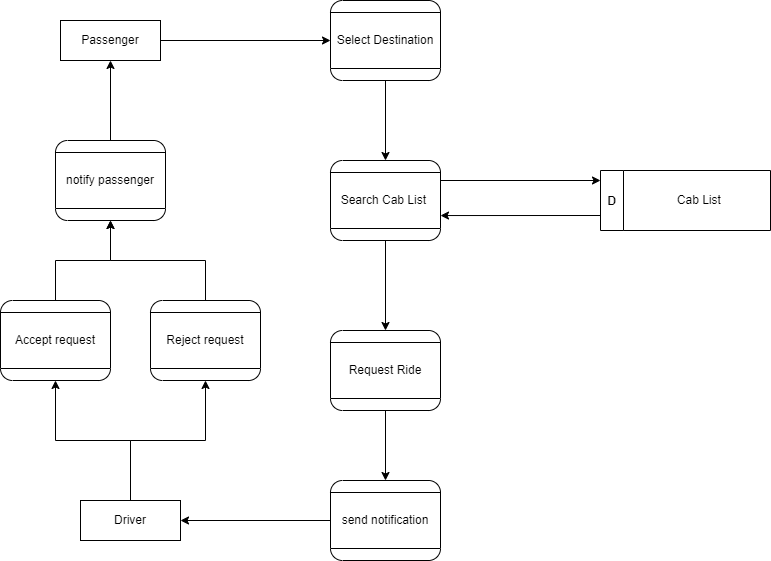 Passenger
Select Destination
notify passenger
Search Cab List
D
Cab List
Accept request
Reject request
Request Ride
Driver
send notification